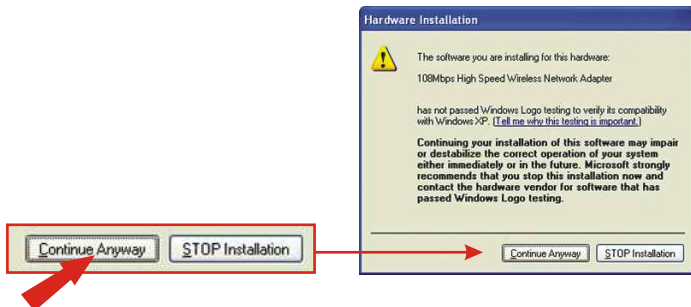 Hardware Installation
The software you are installing for this hardware:
108Mbps High Speed Wireless Network Adapter
has not passed Windows Logo testing to verify its compatibility
with Windows XP. (Tell me why this testing is important.)
Continuing your installation of this software may impair
or destabilize the correct operation of your system
either immediately or in the future. Microsoft strongly
recommends that you stop this installation now and
contact the hardware vendor for software that has
passed Windows Logo testing.
Continue Anyway STOP Installation
Continue Anyway STOP Installation